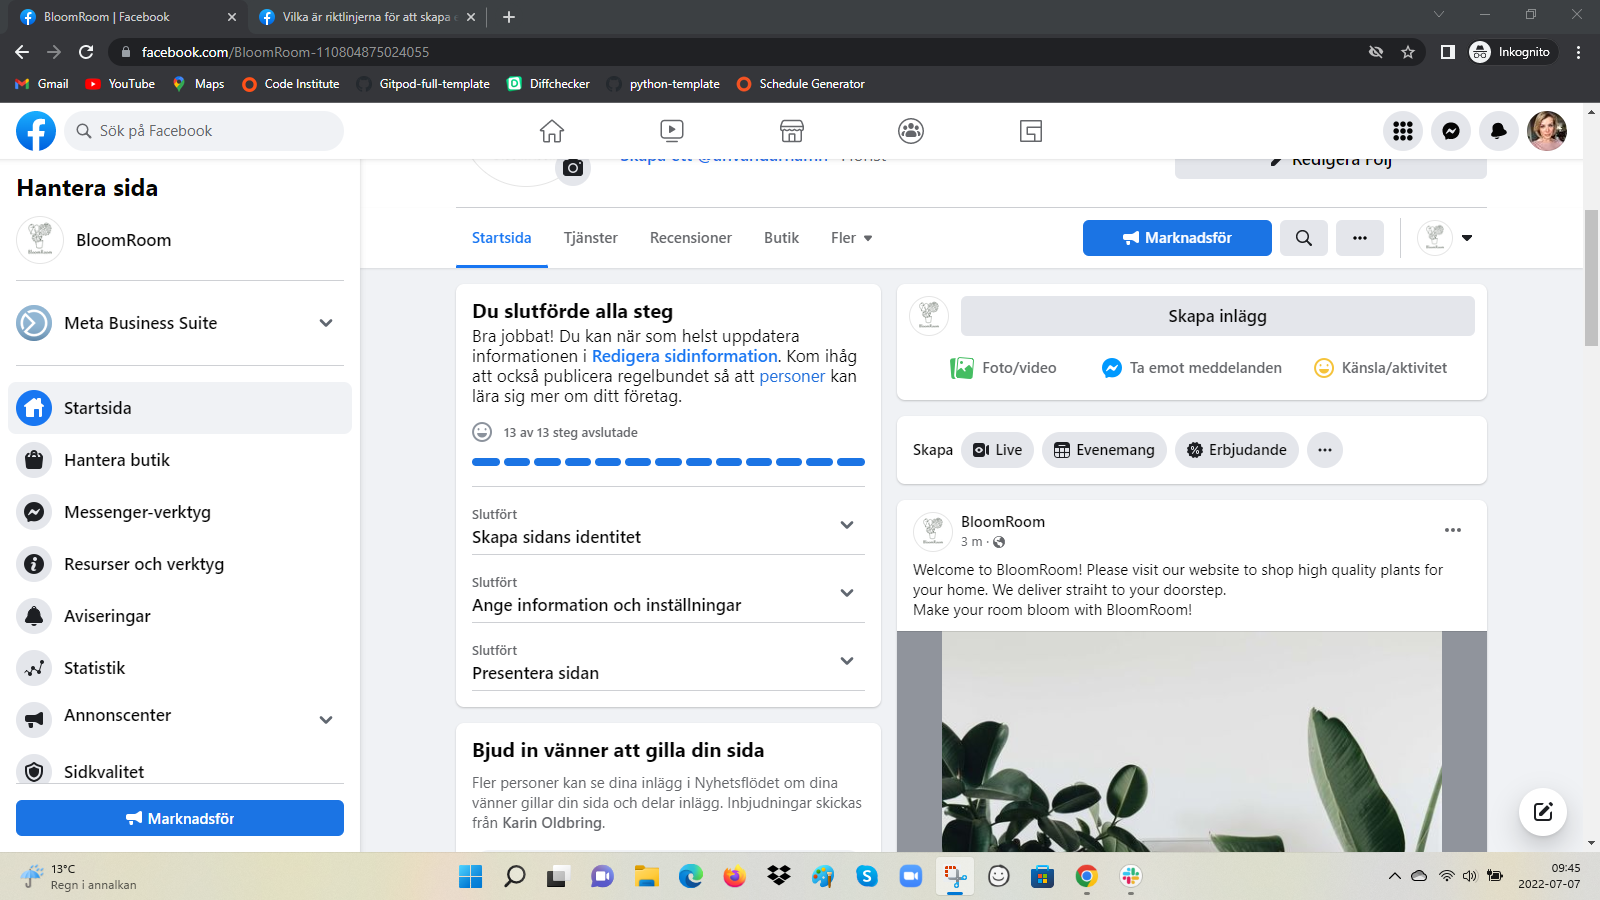 BloomRoom | Facebook
Vilka är riktlinjerna för att skapa e
facebook.com/BloomRoom-110804875024055
Inkognito
Gmail
YouTube
Maps
Code Institute
Gitpod-full-template
Diffchecker
python-template
Schedule Generator
Sök på Facebook
Hantera sida
BloomRoom
Meta Business Suite
Startsida
Hantera butik
Messenger-verktyg
Resurser och verktyg
Aviseringar
Statistik
Annonscenter
Sidkvalitet
Marknadsför
Skapa ett @användarnamn · Florist
Redigera Följ
Startsida
Tjänster
Recensioner
Butik
Fler
Marknadsför
Du slutförde alla steg
Bra jobbat! Du kan när som helst uppdatera
informationen i Redigera sidinformation. Kom ihåg
att också publicera regelbundet så att personer kan
lära sig mer om ditt företag.
13 av 13 steg avslutade
Slutfört
Skapa sidans identitet
Slutfört
Ange information och inställningar
Slutfört
Presentera sidan
Bjud in vänner att gilla din sida
Fler personer kan se dina inlägg i Nyhetsflödet om dina
vänner gillar din sida och delar inlägg. Inbjudningar skickas
från Karin Oldbring.
Skapa inlägg
Foto/video
Ta emot meddelanden
Känsla/aktivitet
Skapa
Live
Evenemang
Erbjudande
BloomRoom
3 m ·
Welcome to BloomRoom! Please visit our website to shop high quality plants for
your home. We deliver straiht to your doorstep.
Make your room bloom with BloomRoom!
13°C
Regn i annalkan
09:45
2022-07-07